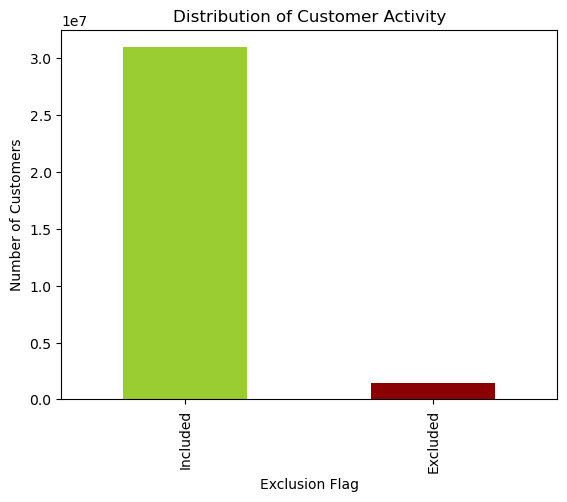 Distribution of Customer Activity
1e7
3.0
2.5
2.0
1.5
1.0
0.5
0.0
Number of Customers
Included
Excluded
Exclusion Flag